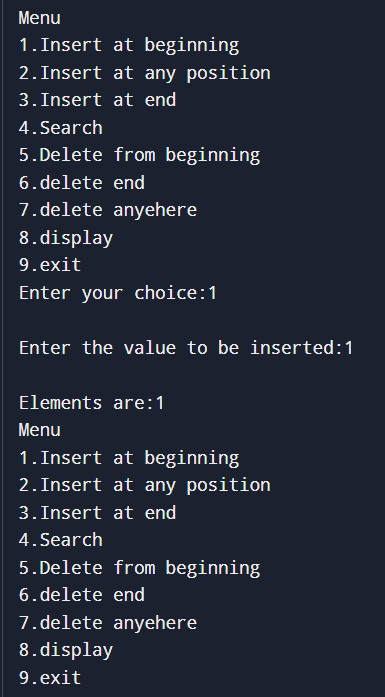 Menu
1.Insert at beginning
2.Insert at any position
3.Insert at end
4.Search
5.Delete from beginning
6.delete end
7.delete anyehere
8.display
9.exit
Enter your choice:1
Enter the value to be inserted:1
Elements are:1
Menu
1.Insert at beginning
2.Insert at any position
3.Insert at end
4.Search
5.Delete from beginning
6.delete end
7.delete anyehere
8.display
9.exit